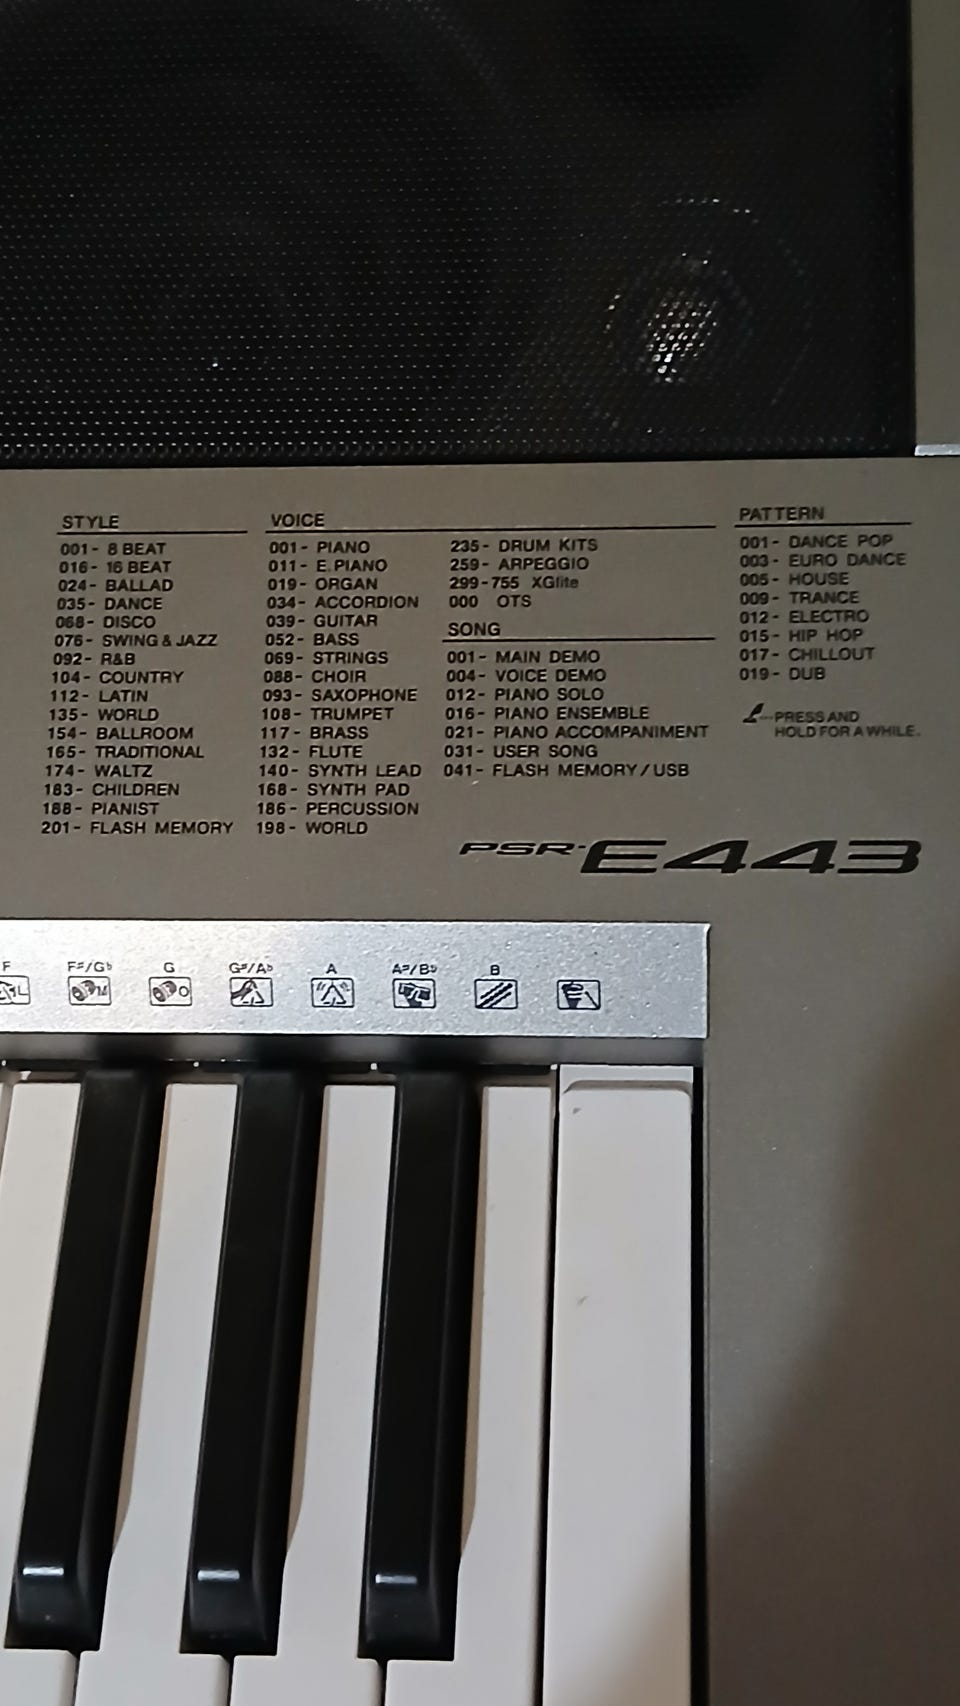 STYLE
001- 8 BEAT
016- 16 BEAT
024- BALLAD
035- DANCE
068- DISCO
076- SWING & JAZZ
092- R&B
104- COUNTRY
112- LATIN
135- WORLD
154- BALLROOM
165- TRADITIONAL
174- WALTZ
183- CHILDREN
188- PIANIST
201- FLASH MEMORY
VOICE
001- PIANO
011- E.PIANO
019- ORGAN
034- ACCORDION
039- GUITAR
052- BASS
069- STRINGS
088- CHOIR
093- SAXOPHONE
108- TRUMPET
117- BRASS
132- FLUTE
140- SYNTH LEAD
168- SYNTH PAD
186- PERCUSSION
198- WORLD
235- DRUM KITS
259- ARPEGGIO
299-755 XGlite
000 OTS
SONG
001- MAIN DEMO
004- VOICE DEMO
012- PIANO SOLO
016- PIANO ENSEMBLE
021- PIANO ACCOMPANIMENT
031- USER SONG
041- FLASH MEMORY/USB
PATTERN
001- DANCE POP
003- EURO DANCE
005- HOUSE
009- TRANCE
012- ELECTRO
015- HIP HOP
017- CHILLOUT
019- DUB
PRESS AND
HOLD FOR A WHILE.
PSR-E443
F F♯/G♭ G G♯/A♭ A A♯/B♭ B
L M O